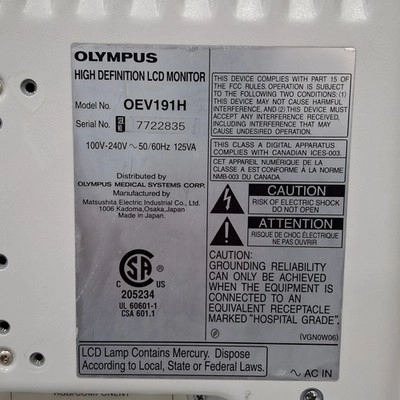 OLYMPUS
HIGH DEFINITION LCD MONITOR
Model No. OEV191H
Serial No. 7722835
100V-240V ~ 50/60Hz 125VA
Distributed by
OLYMPUS MEDICAL SYSTEMS CORP.
Manufactured by
Matsushita Electric Industrial Co., Ltd.
1006 Kadoma, Osaka, Japan
Made in Japan
CSA
C US
205234
UL 60601-1
CSA 601.1
THIS DEVICE COMPLIES WITH PART 15 OF
THE FCC RULES. OPERATION IS SUBJECT
TO THE FOLLOWING TWO CONDITIONS: (1)
THIS DEVICE MAY NOT CAUSE HARMFUL
INTERFERENCE, AND (2) THIS DEVICE MUST
ACCEPT ANY INTERFERENCE RECEIVED,
INCLUDING INTERFERENCE THAT MAY
CAUSE UNDESIRED OPERATION.
THIS CLASS A DIGITAL APPARATUS
COMPLIES WITH CANADIAN ICES-003.
CET APPAREIL NUMÉRIQUE DE LA
CLASSE A EST CONFORME À LA NORME
NMB-003 DU CANADA.
CAUTION
RISK OF ELECTRIC SHOCK
DO NOT OPEN
ATTENTION
RISQUE DE CHOC ÉLECTRIQUE
NE PAS OUVRIR
CAUTION:
GROUNDING RELIABILITY
CAN ONLY BE ACHIEVED
WHEN THE EQUIPMENT IS
CONNECTED TO AN
EQUIVALENT RECEPTACLE
MARKED "HOSPITAL GRADE".
(VGN0W06)
LCD Lamp Contains Mercury. Dispose
According to Local, State or Federal Laws.
~ AC IN